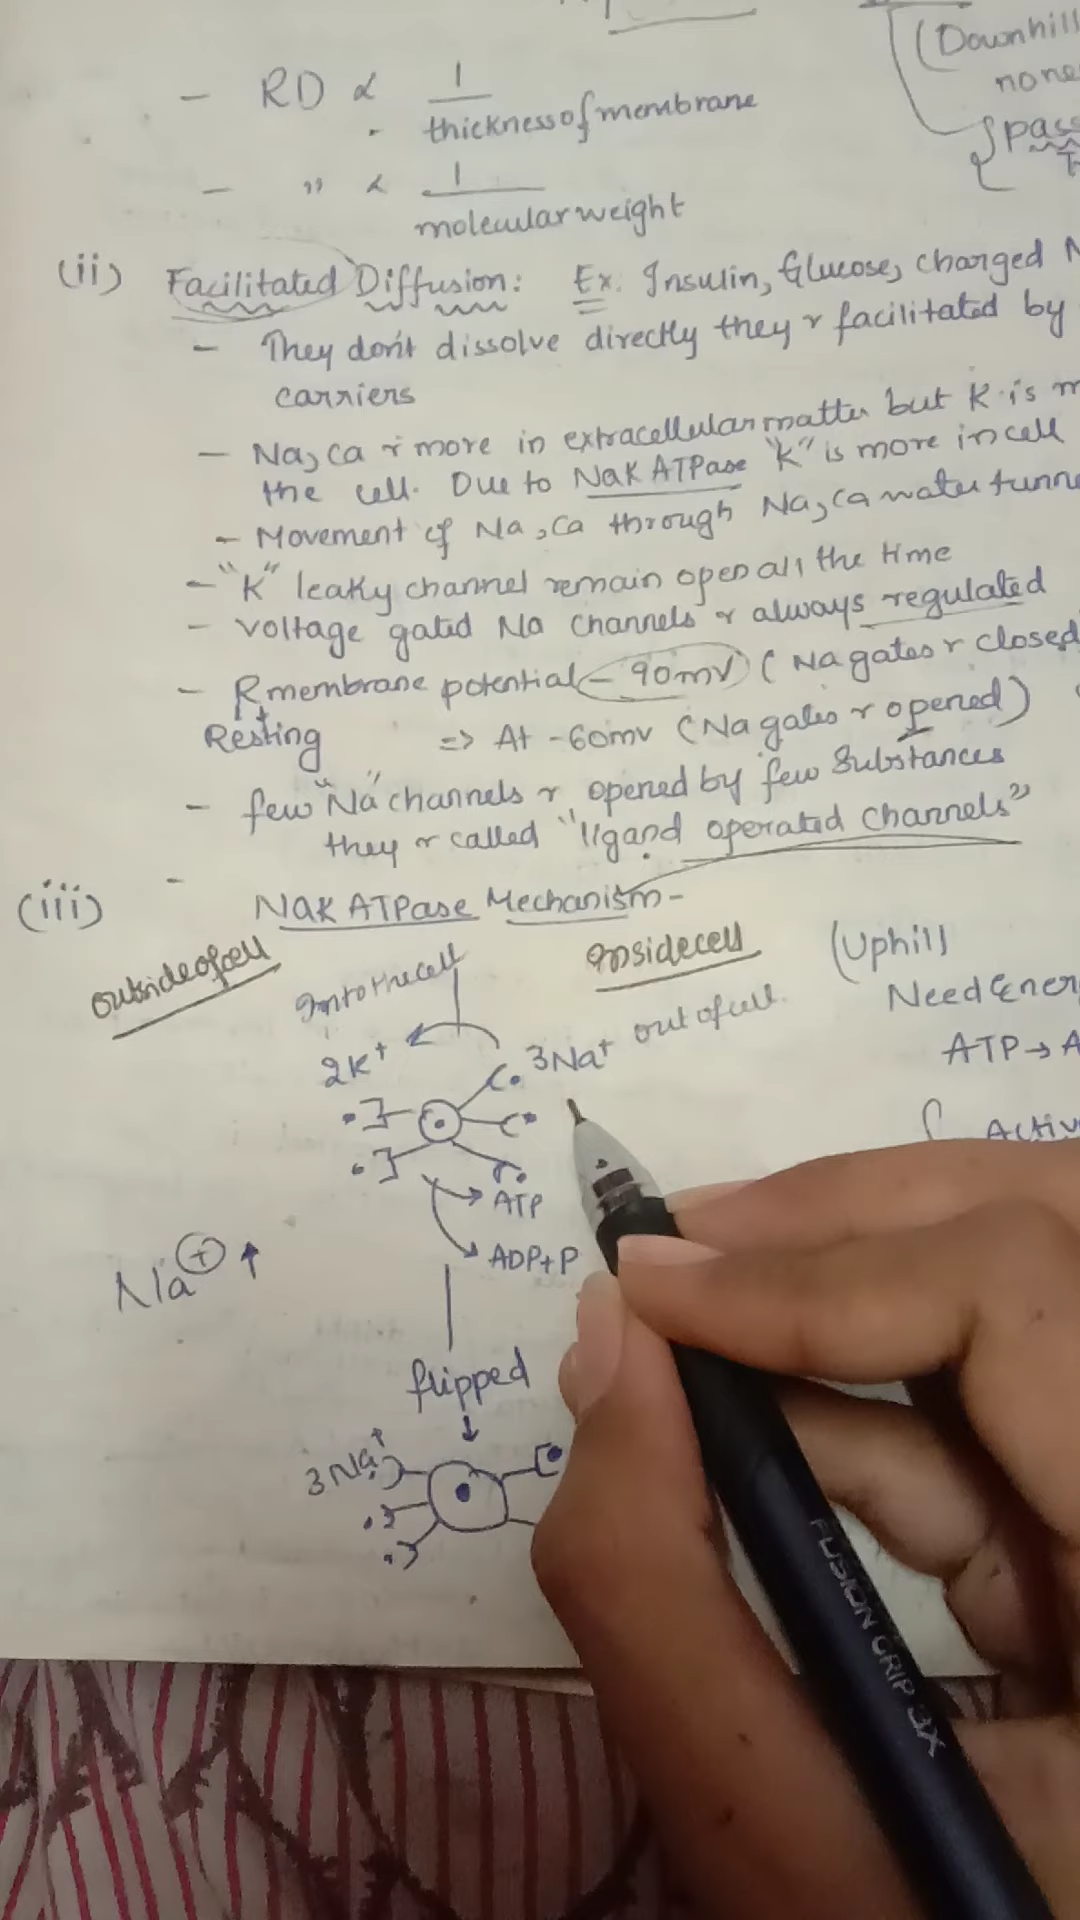 (Downhill
- RD ∝ 1
thickness of membrane
- " ∝ 1
molecular weight
(ii) Facilitated Diffusion: Ex: Insulin, Glucose, charged
- They don't dissolve directly they r facilitated by
carriers
- Na, Ca r more in extracellular matter but K is
the cell. Due to NaK ATPase "K" is more in cell
- Movement of Na, Ca through Na, Ca water
- "K" leaky channel remain open all the time
- voltage gated Na channels r always regulated
- Rmembrane potential - 90mV (Na gates r closed
Resting => At -60mv (Na gates r opened)
- few "Na" channels r opened by few Substances
they r called "ligand operated channels"
(iii) NaK ATPase Mechanism-
outside of cell
Into the cell
Inside cell
(Uphill
Need
2K+
3Na+ out of cell.
ATP →
ATP
ADP+P
Na+ ↑
flipped
3Na+
FUSION GRIP 3X